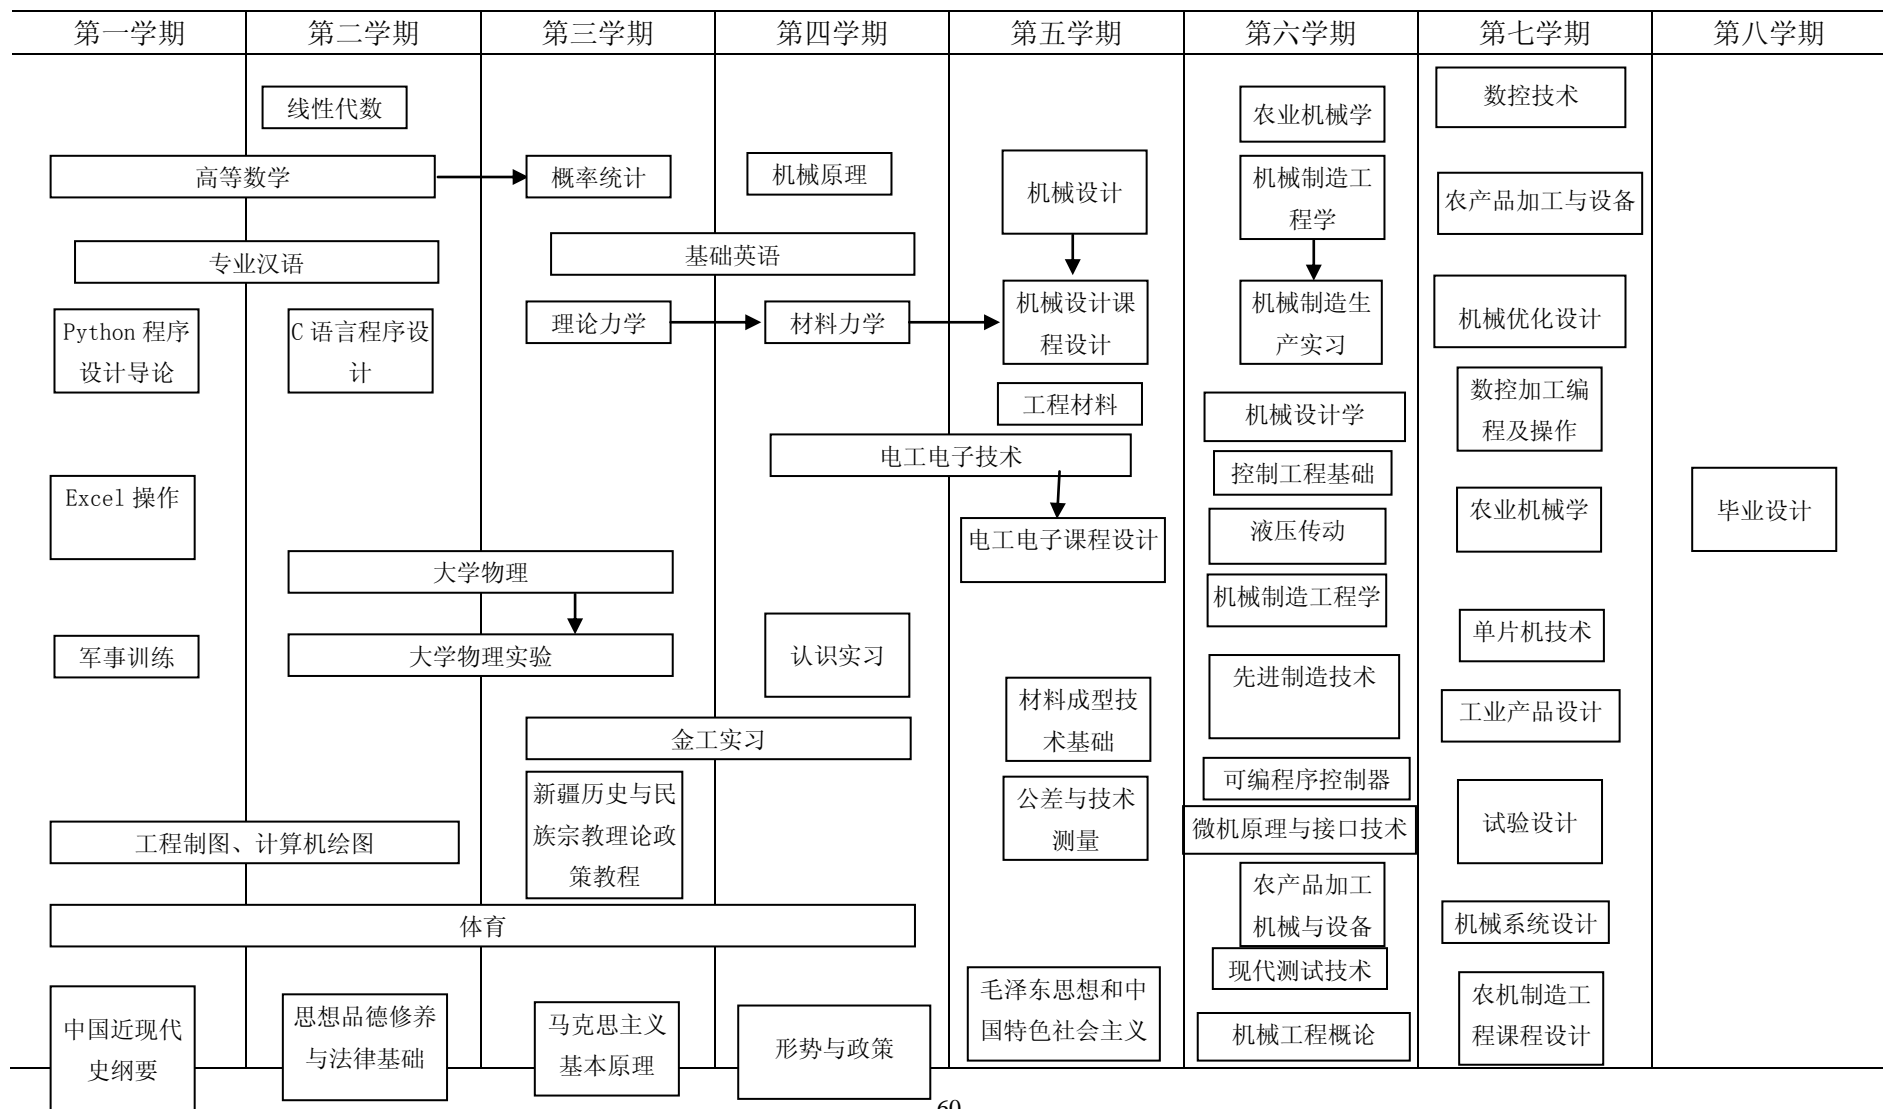 第一学期
第二学期
第三学期
第四学期
第五学期
第六学期
第七学期
第八学期
线性代数
农业机械学
数控技术
高等数学
概率统计
机械原理
机械设计
机械制造工
程学
农产品加工与设备
专业汉语
基础英语
Python 程序
设计导论
C 语言程序设
计
理论力学
材料力学
机械设计课
程设计
机械制造生
产实习
机械优化设计
工程材料
机械设计学
数控加工编
程及操作
电工电子技术
控制工程基础
Excel 操作
电工电子课程设计
液压传动
农业机械学
毕业设计
大学物理
机械制造工程学
军事训练
大学物理实验
认识实习
先进制造技术
单片机技术
金工实习
材料成型技
术基础
工业产品设计
新疆历史与民
族宗教理论政
策教程
公差与技术
测量
可编程序控制器
工程制图、计算机绘图
微机原理与接口技术
试验设计
体育
农产品加工
机械与设备
机械系统设计
现代测试技术
中国近现代
史纲要
思想品德修养
与法律基础
马克思主义
基本原理
形势与政策
毛泽东思想和中
国特色社会主义
机械工程概论
农机制造工
程课程设计
60